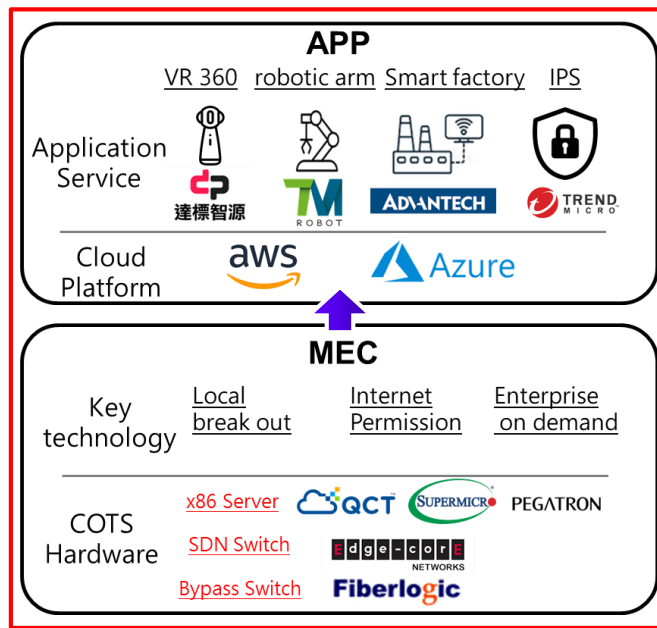 APP
VR 360 robotic arm Smart factory IPS
Application
Service
達標智源
TM
ROBOT
ADVANTECH
TREND
MICRO
Cloud
Platform
aws
Azure
MEC
Key
technology
Local
break out
Internet
Permission
Enterprise
on demand
COTS
Hardware
x86 Server
QCT
SUPERMICRO
PEGATRON
SDN Switch
Edge-corE
NETWORKS
Bypass Switch
Fiberlogic